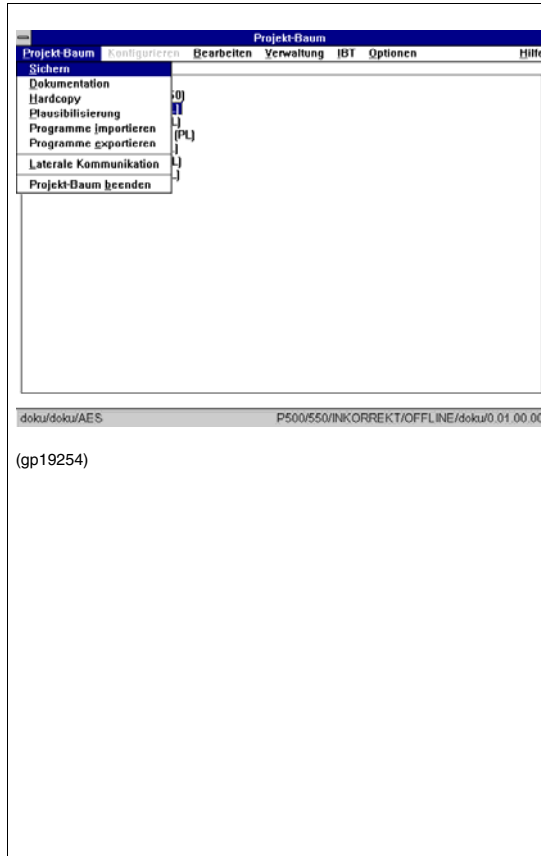 Projekt-Baum
Projekt-Baum Konfigurieren Bearbeiten Verwaltung IBT Optionen Hilfe
Sichern
Dokumentation
Hardcopy
Plausibilisierung
Programme importieren
(PL)
Programme exportieren
Laterale Kommunikation
Projekt-Baum beenden
doku/doku/AES P500/550/INKORREKT/OFFLINE/doku/0.01.00.00
(gp19254)